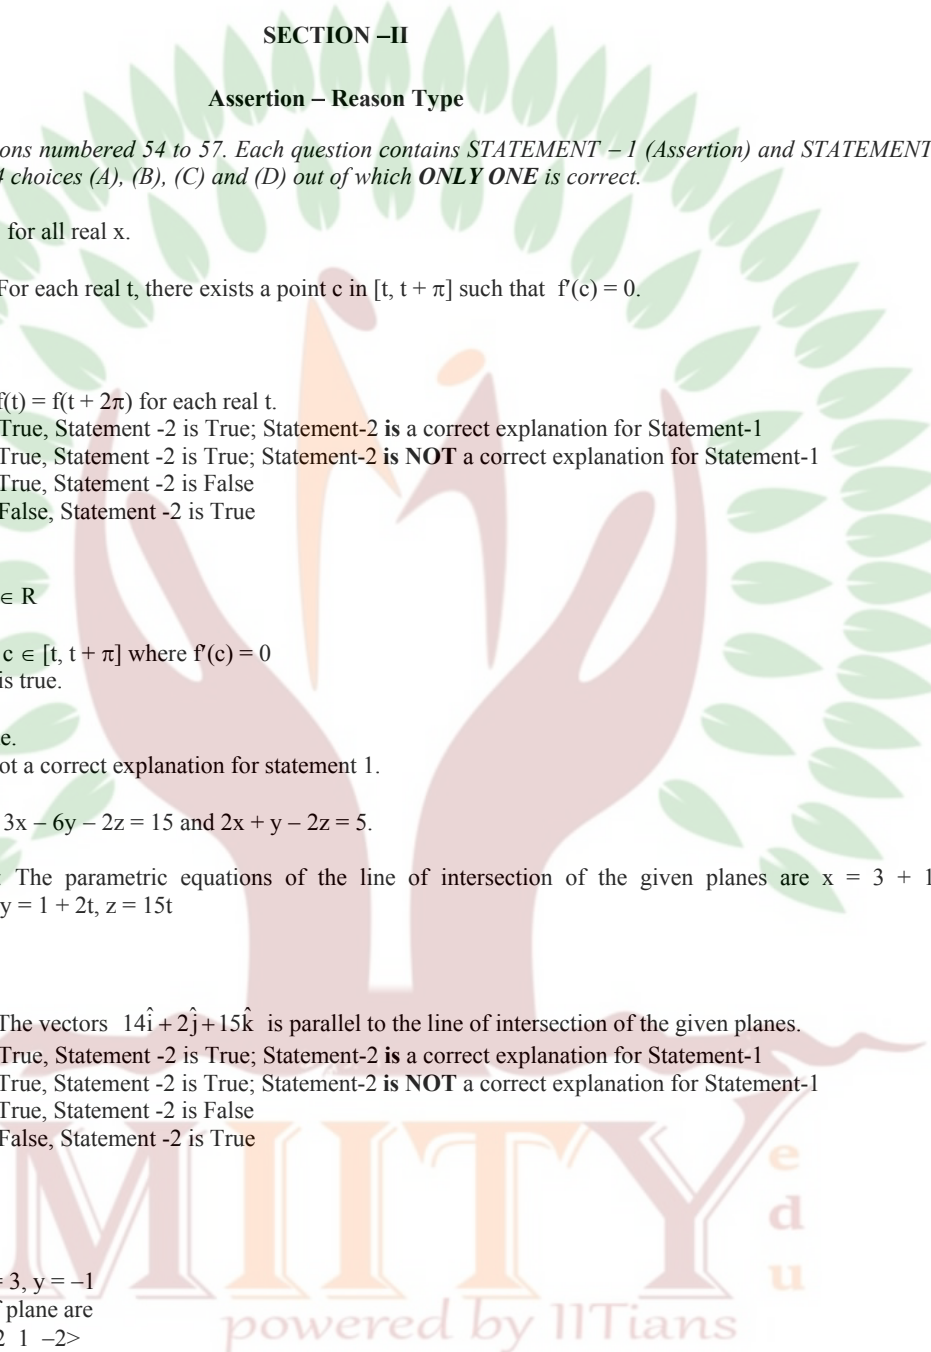 SECTION –II
Assertion – Reason Type
ons numbered 54 to 57. Each question contains STATEMENT – 1 (Assertion) and STATEMENT
4 choices (A), (B), (C) and (D) out of which ONLY ONE is correct.
for all real x.
For each real t, there exists a point c in [t, t + π] such that f′(c) = 0.
f(t) = f(t + 2π) for each real t.
True, Statement -2 is True; Statement-2 is a correct explanation for Statement-1
True, Statement -2 is True; Statement-2 is NOT a correct explanation for Statement-1
True, Statement -2 is False
False, Statement -2 is True
∈ R
c ∈ [t, t + π] where f′(c) = 0
is true.
e.
ot a correct explanation for statement 1.
3x – 6y – 2z = 15 and 2x + y – 2z = 5.
The parametric equations of the line of intersection of the given planes are x = 3 + 1
y = 1 + 2t, z = 15t
The vectors 14î + 2ĵ + 15k̂ is parallel to the line of intersection of the given planes.
True, Statement -2 is True; Statement-2 is a correct explanation for Statement-1
True, Statement -2 is True; Statement-2 is NOT a correct explanation for Statement-1
True, Statement -2 is False
False, Statement -2 is True
MIITY
edu
= 3, y = –1
f plane are
2 1 –2>
powered by IITians